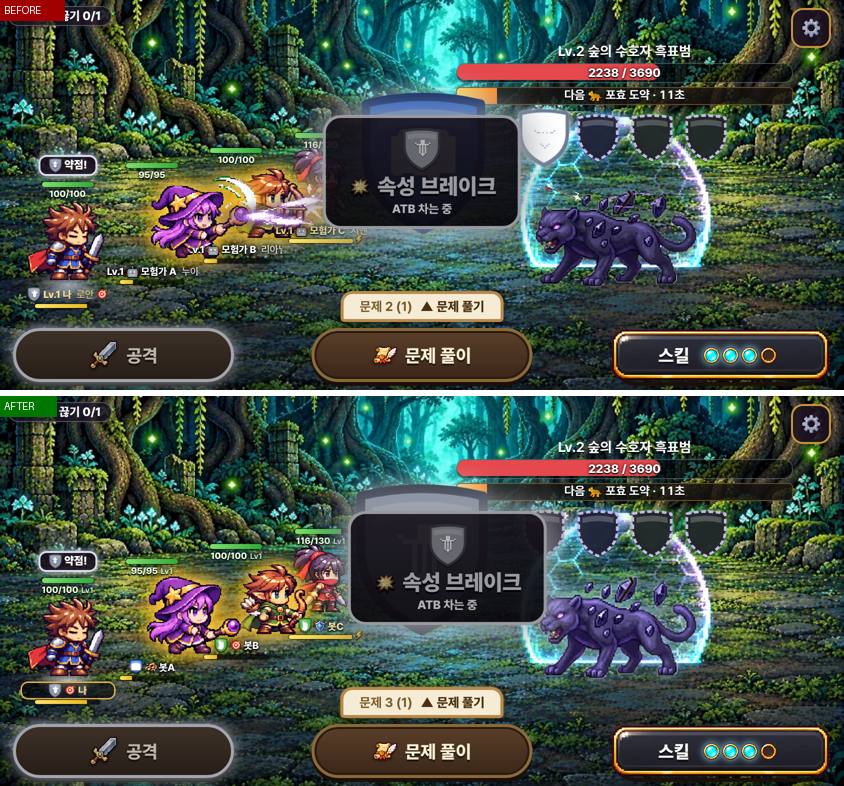 BEFORE
끊기 0/1
Lv.2 숲의 수호자 흑표범
2238 / 3690
다음 포효 도약 · 11초
약점!
100/100
95/95
100/100
116/
속성 브레이크
ATB 차는 중
Lv.1 모험가 C
Lv.1 모험가 B 리아
Lv.1 모험가 A 누아
Lv.1 나 로안
문제 2 (1) ▲ 문제 풀기
공격
문제 풀이
스킬
AFTER
끊기 0/1
Lv.2 숲의 수호자 흑표범
2238 / 3690
다음 포효 도약 · 11초
약점!
100/100 Lv1
95/95 Lv1
100/100 Lv1
116/130 Lv1
속성 브레이크
ATB 차는 중
봇C
봇B
봇A
나
문제 3 (1) ▲ 문제 풀기
공격
문제 풀이
스킬